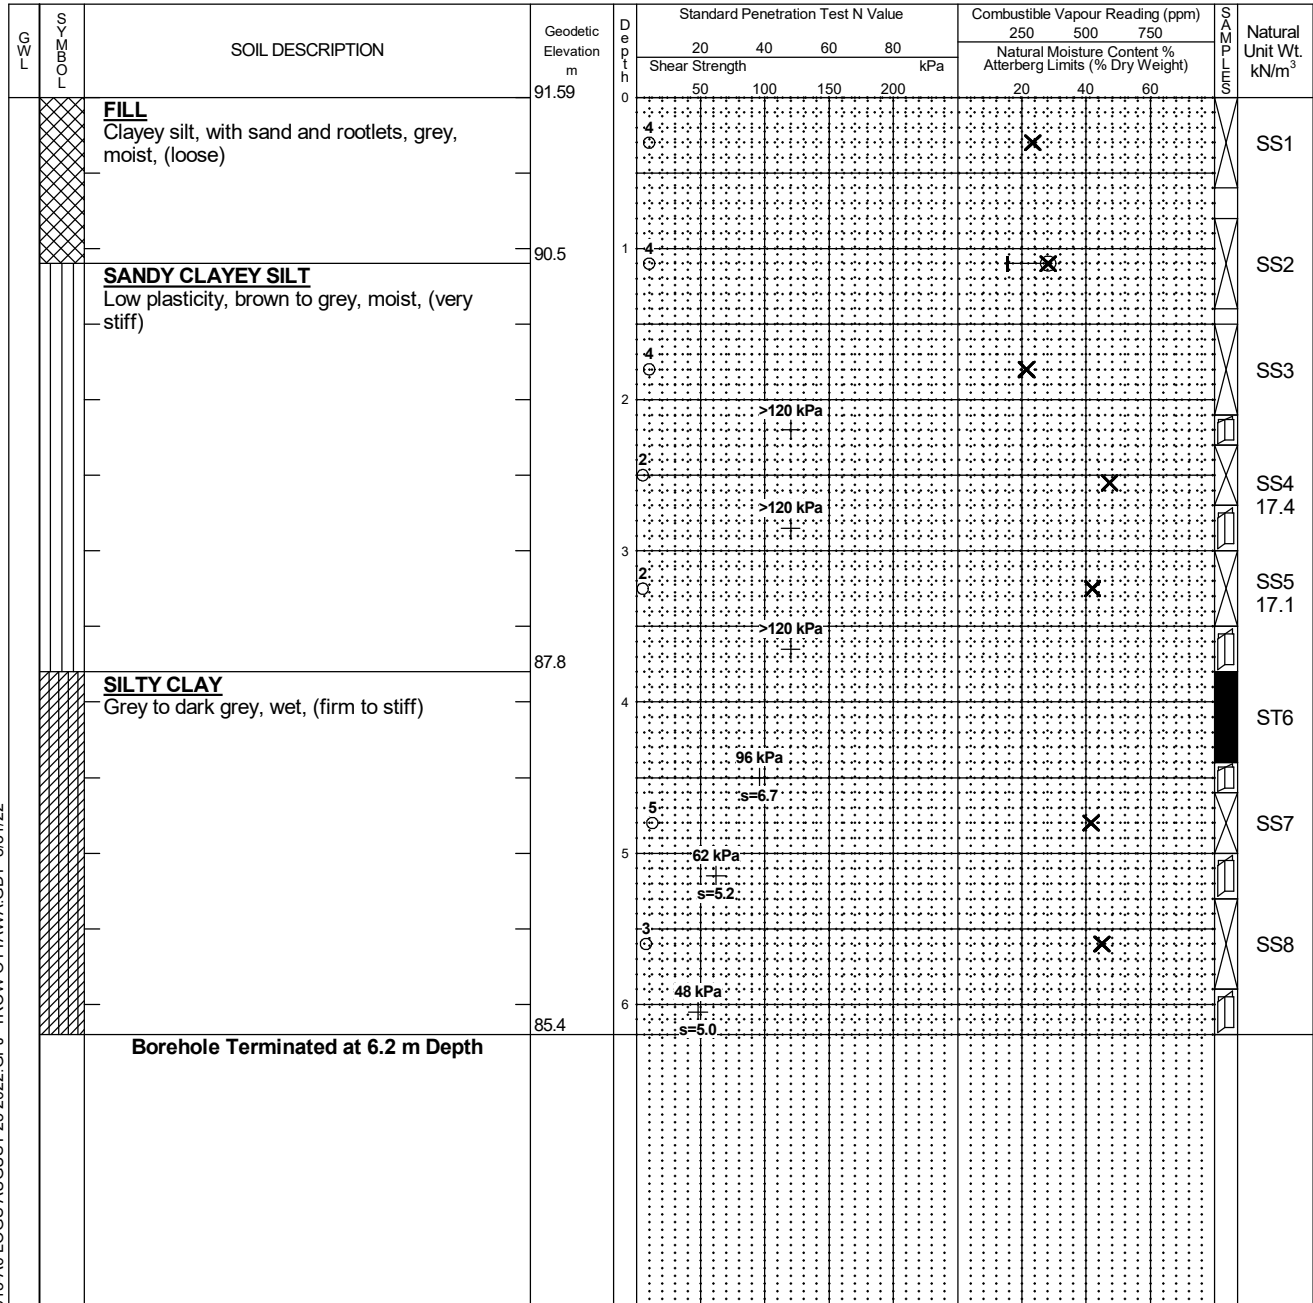 GWL
SYMBOL
SOIL DESCRIPTION
Geodetic
Elevation
m
Depth
Standard Penetration Test N Value
20 40 60 80
Shear Strength kPa
50 100 150 200
Combustible Vapour Reading (ppm)
250 500 750
Natural Moisture Content %
Atterberg Limits (% Dry Weight)
20 40 60
SAMPLES
Natural
Unit Wt.
kN/m³
91.59
0
FILL
Clayey silt, with sand and rootlets, grey,
moist, (loose)
4
SS1
90.5
1
4
SS2
SANDY CLAYEY SILT
Low plasticity, brown to grey, moist, (very
stiff)
4
SS3
2
>120 kPa
2
SS4
17.4
>120 kPa
3
2
SS5
17.1
>120 kPa
87.8
SILTY CLAY
Grey to dark grey, wet, (firm to stiff)
4
ST6
96 kPa
s=6.7
5
SS7
5
62 kPa
s=5.2
3
SS8
48 kPa
6
s=5.0
85.4
Borehole Terminated at 6.2 m Depth